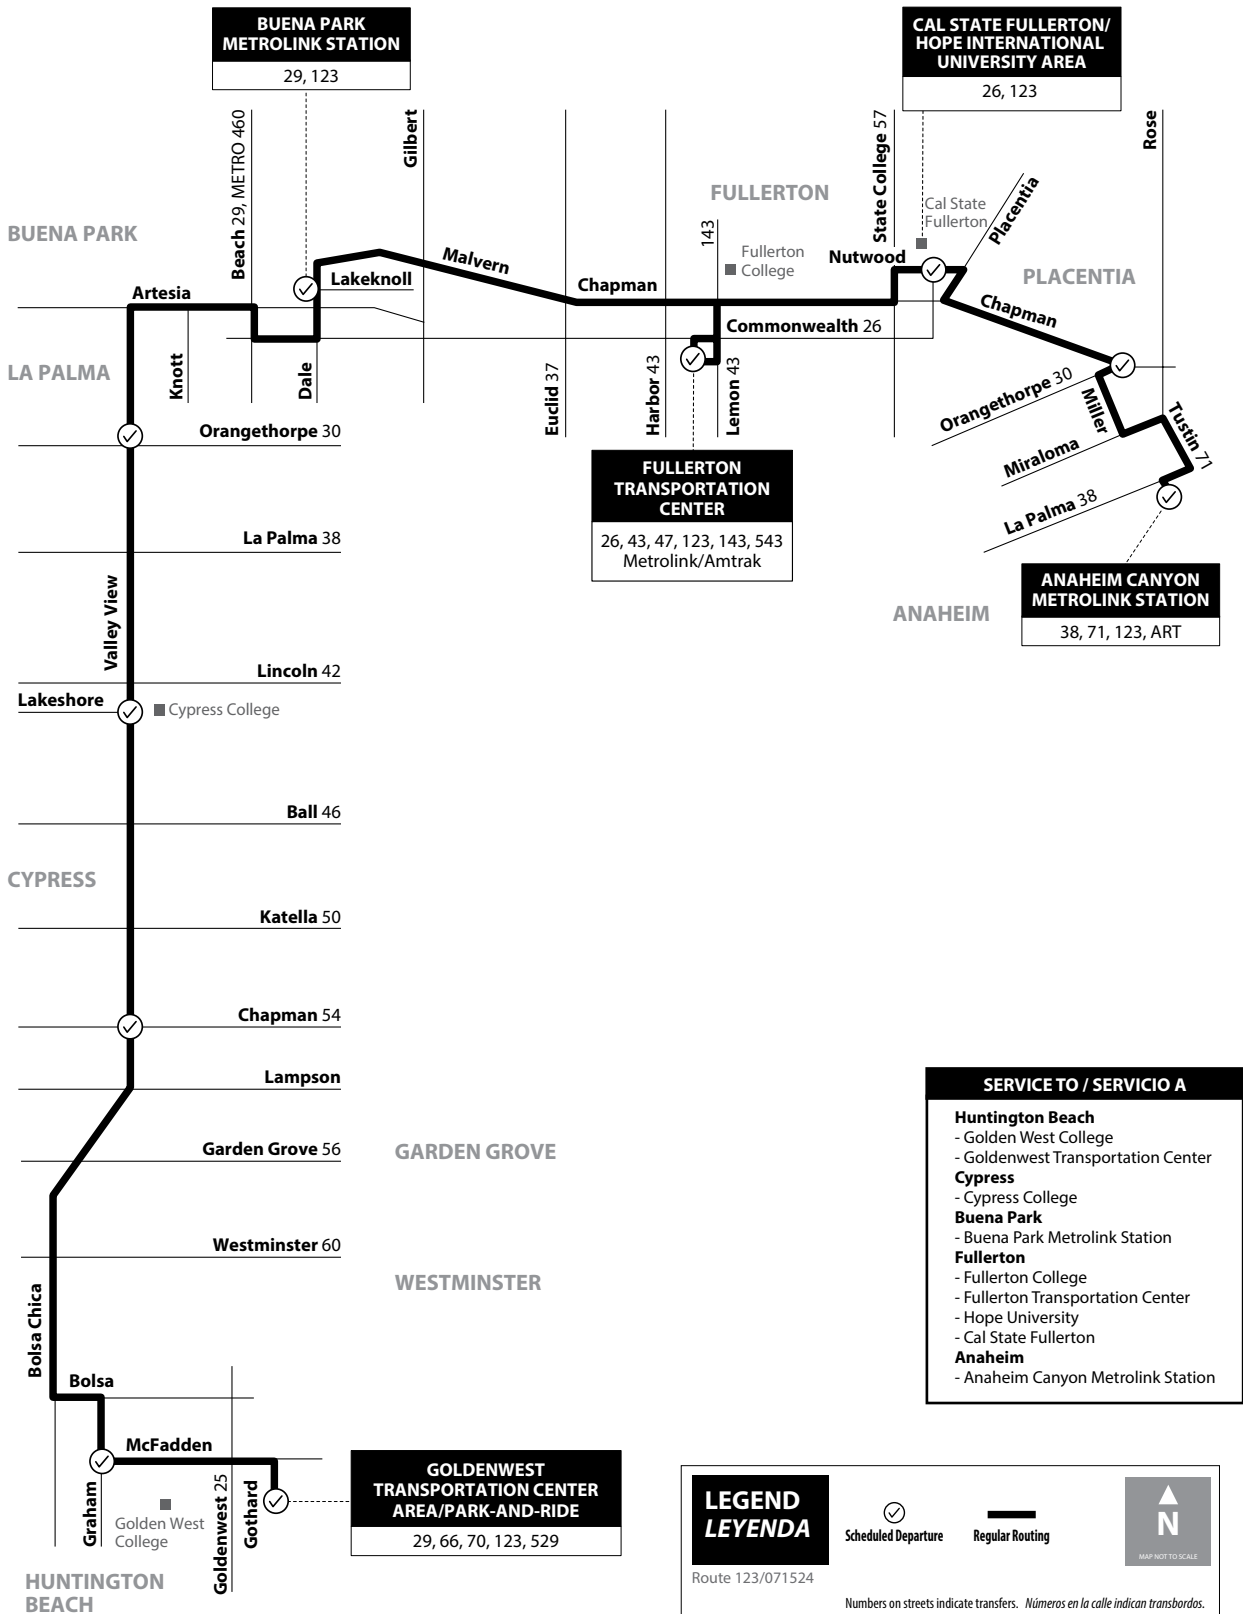 BUENA PARK
METROLINK STATION
29, 123
CAL STATE FULLERTON/
HOPE INTERNATIONAL
UNIVERSITY AREA
26, 123
Beach 29, METRO 460
Gilbert
State College 57
Rose
FULLERTON
143
Cal State
Fullerton
Placentia
BUENA PARK
Fullerton
College
Nutwood
PLACENTIA
Malvern
Lakeknoll
Artesia
Chapman
Chapman
Commonwealth 26
LA PALMA
Knott
Dale
Euclid 37
Harbor 43
Lemon 43
Orangethorpe 30
Miller
Tustin 71
Orangethorpe 30
Miraloma
La Palma 38
FULLERTON
TRANSPORTATION
CENTER
26, 43, 47, 123, 143, 543
Metrolink/Amtrak
La Palma 38
ANAHEIM CANYON
METROLINK STATION
38, 71, 123, ART
ANAHEIM
Valley View
Lincoln 42
Lakeshore
Cypress College
Ball 46
CYPRESS
Katella 50
Chapman 54
Lampson
Garden Grove 56
GARDEN GROVE
Westminster 60
WESTMINSTER
Bolsa Chica
Bolsa
McFadden
Graham
Golden West
College
Goldenwest 25
Gothard
GOLDENWEST
TRANSPORTATION CENTER
AREA/PARK-AND-RIDE
29, 66, 70, 123, 529
HUNTINGTON
BEACH
SERVICE TO / SERVICIO A
Huntington Beach
- Golden West College
- Goldenwest Transportation Center
Cypress
- Cypress College
Buena Park
- Buena Park Metrolink Station
Fullerton
- Fullerton College
- Fullerton Transportation Center
- Hope University
- Cal State Fullerton
Anaheim
- Anaheim Canyon Metrolink Station
LEGEND
LEYENDA
Scheduled Departure
Regular Routing
N
MAP NOT TO SCALE
Route 123/071524
Numbers on streets indicate transfers. Números en la calle indican transbordos.